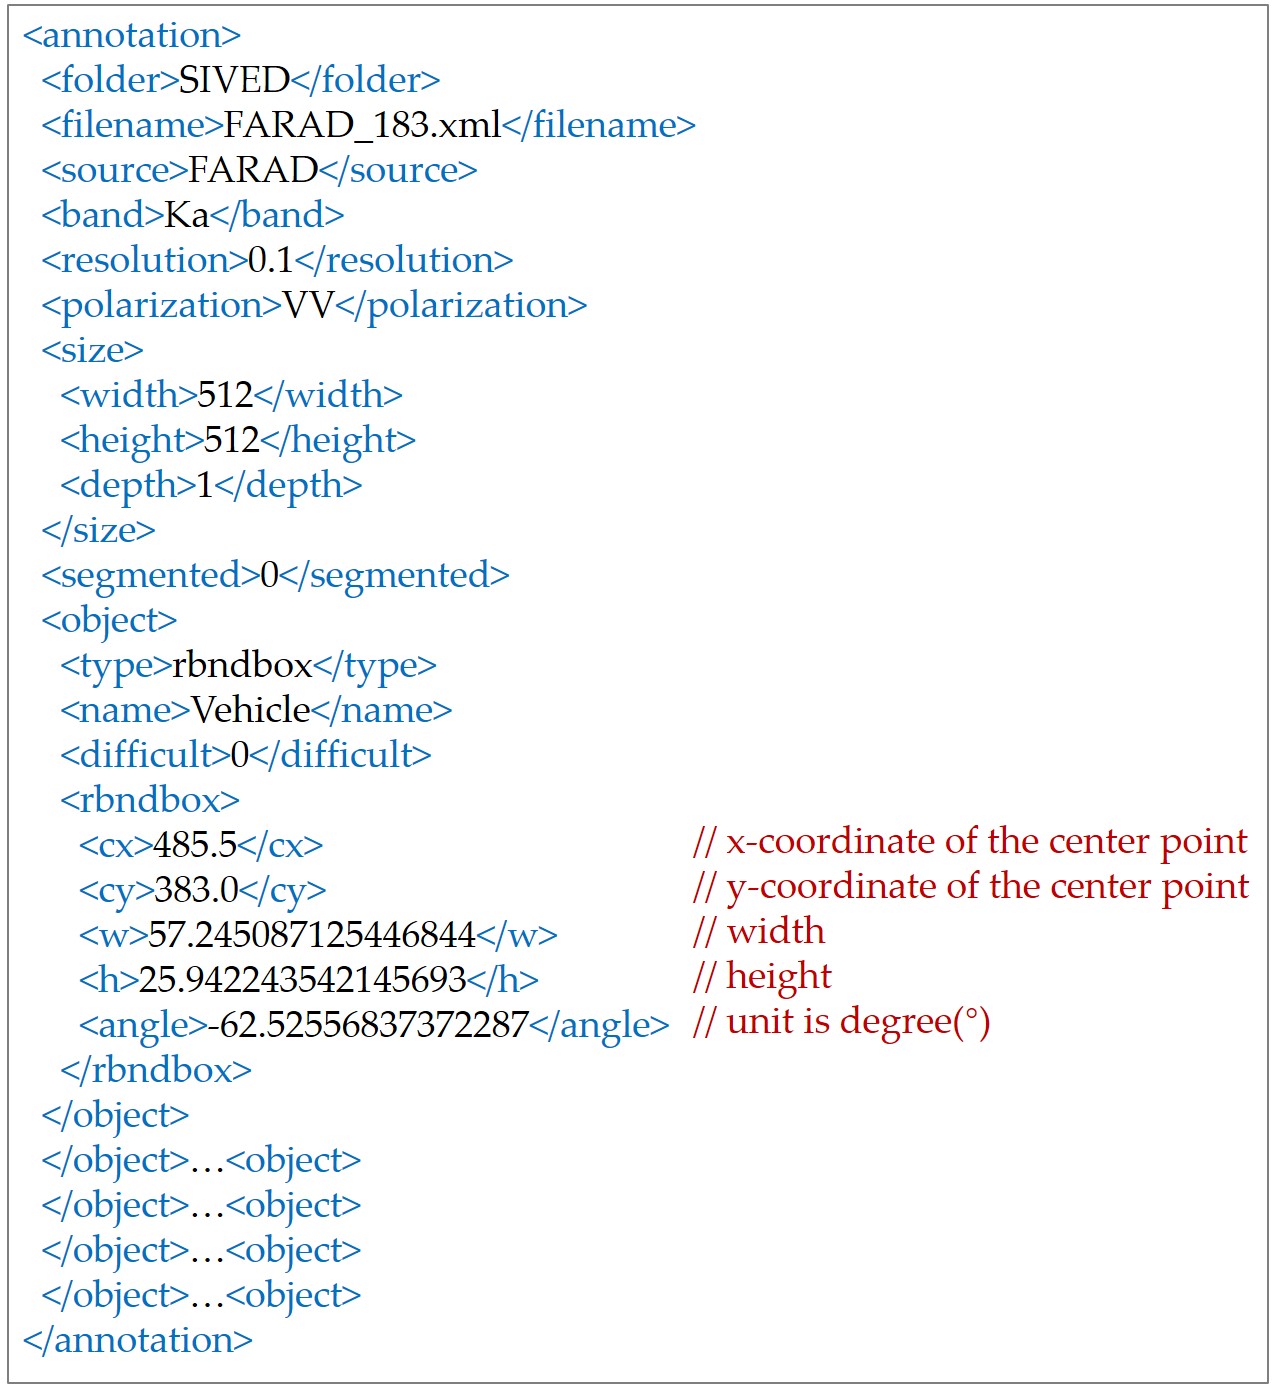 <annotation>
<folder>SIVED</folder>
<filename>FARAD_183.xml</filename>
<source>FARAD</source>
<band>Ka</band>
<resolution>0.1</resolution>
<polarization>VV</polarization>
<size>
<width>512</width>
<height>512</height>
<depth>1</depth>
</size>
<segmented>0</segmented>
<object>
<type>rbndbox</type>
<name>Vehicle</name>
<difficult>0</difficult>
<rbndbox>
<cx>485.5</cx> // x-coordinate of the center point
<cy>383.0</cy> // y-coordinate of the center point
<w>57.245087125446844</w> // width
<h>25.942243542145693</h> // height
<angle>-62.52556837372287</angle> // unit is degree(°)
</rbndbox>
</object>
</object>…<object>
</object>…<object>
</object>…<object>
</object>…<object>
</annotation>